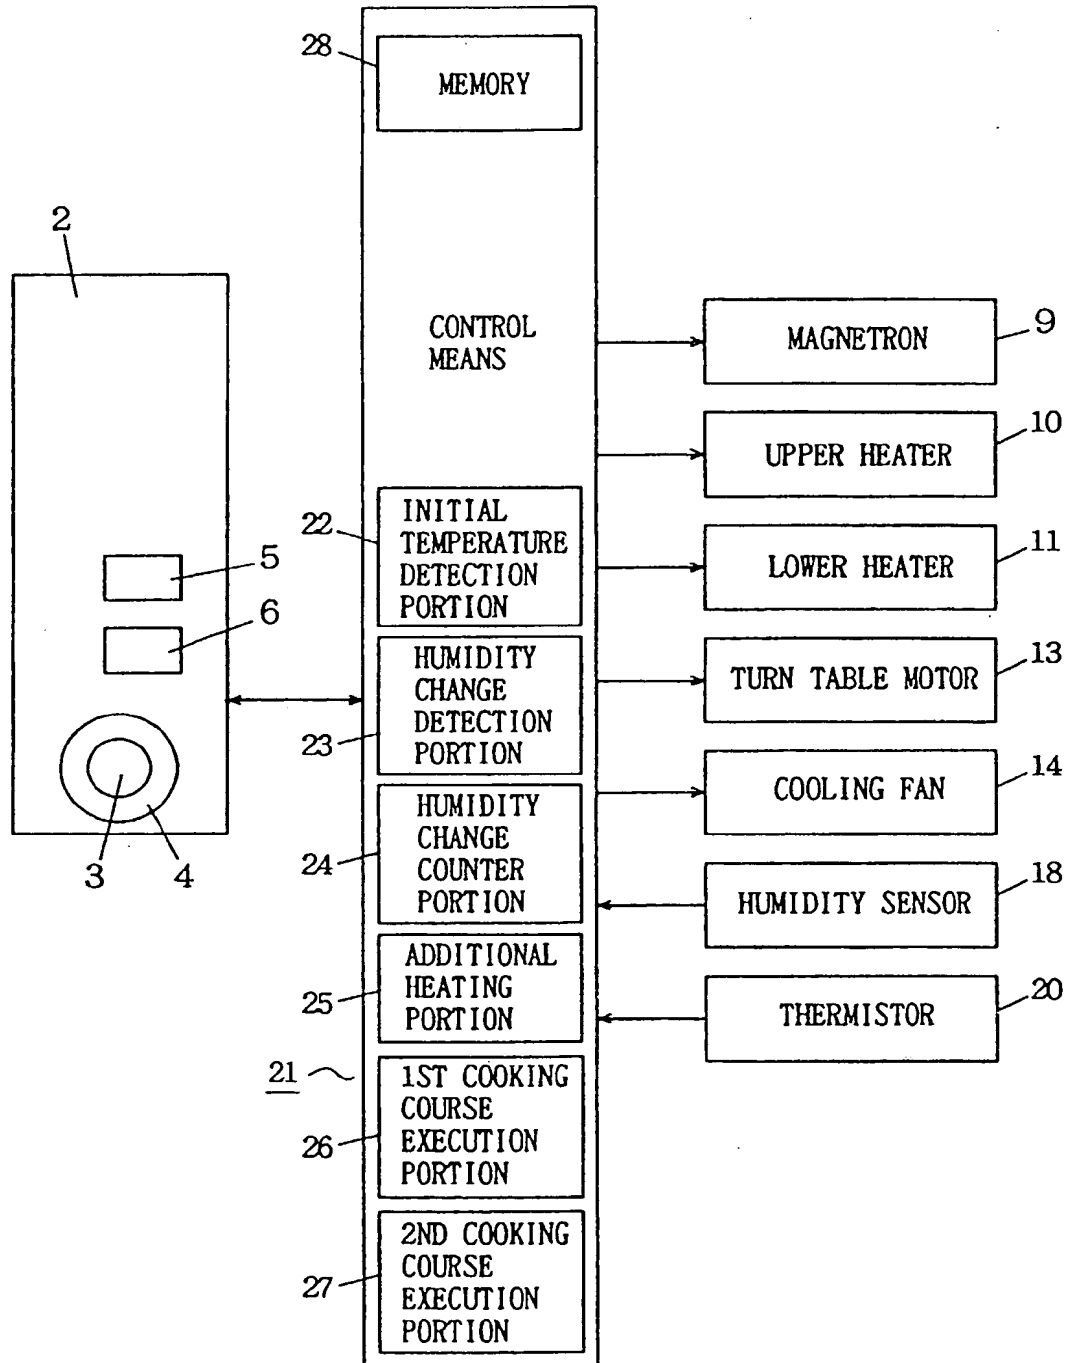 28
MEMORY
2
CONTROL
MEANS
MAGNETRON
9
UPPER HEATER
10
LOWER HEATER
11
TURN TABLE MOTOR
13
COOLING FAN
14
HUMIDITY SENSOR
18
THERMISTOR
20
5
6
3
4
22
INITIAL
TEMPERATURE
DETECTION
PORTION
23
HUMIDITY
CHANGE
DETECTION
PORTION
24
HUMIDITY
CHANGE
COUNTER
PORTION
25
ADDITIONAL
HEATING
PORTION
21
26
1ST COOKING
COURSE
EXECUTION
PORTION
27
2ND COOKING
COURSE
EXECUTION
PORTION